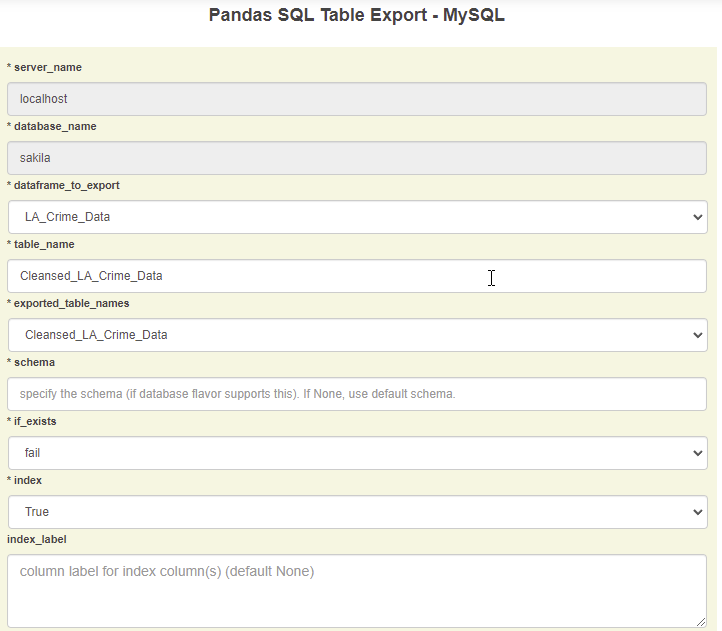 Pandas SQL Table Export - MySQL
* server_name
localhost
* database_name
sakila
* dataframe_to_export
LA_Crime_Data
* table_name
Cleansed_LA_Crime_Data
* exported_table_names
Cleansed_LA_Crime_Data
* schema
specify the schema (if database flavor supports this). If None, use default schema.
* if_exists
fail
* index
True
index_label
column label for index column(s) (default None)